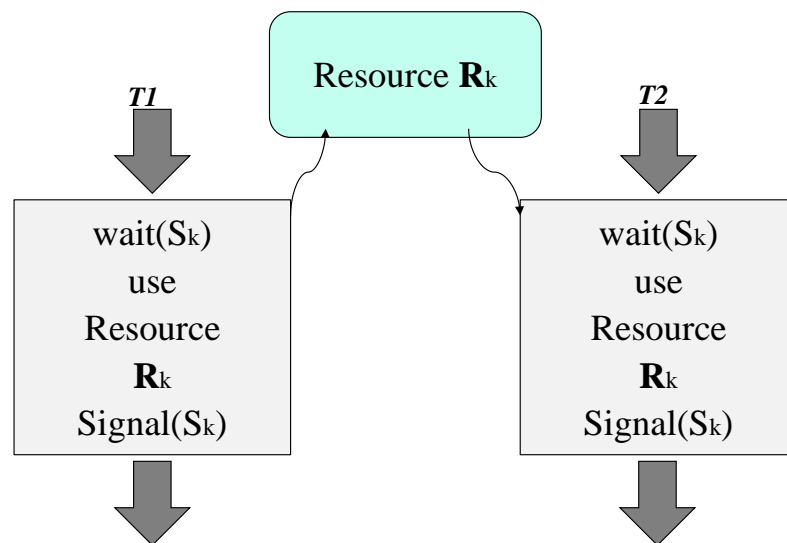 Resource Rk
T1
T2
wait(Sk)
use
Resource
Rk
Signal(Sk)
wait(Sk)
use
Resource
Rk
Signal(Sk)